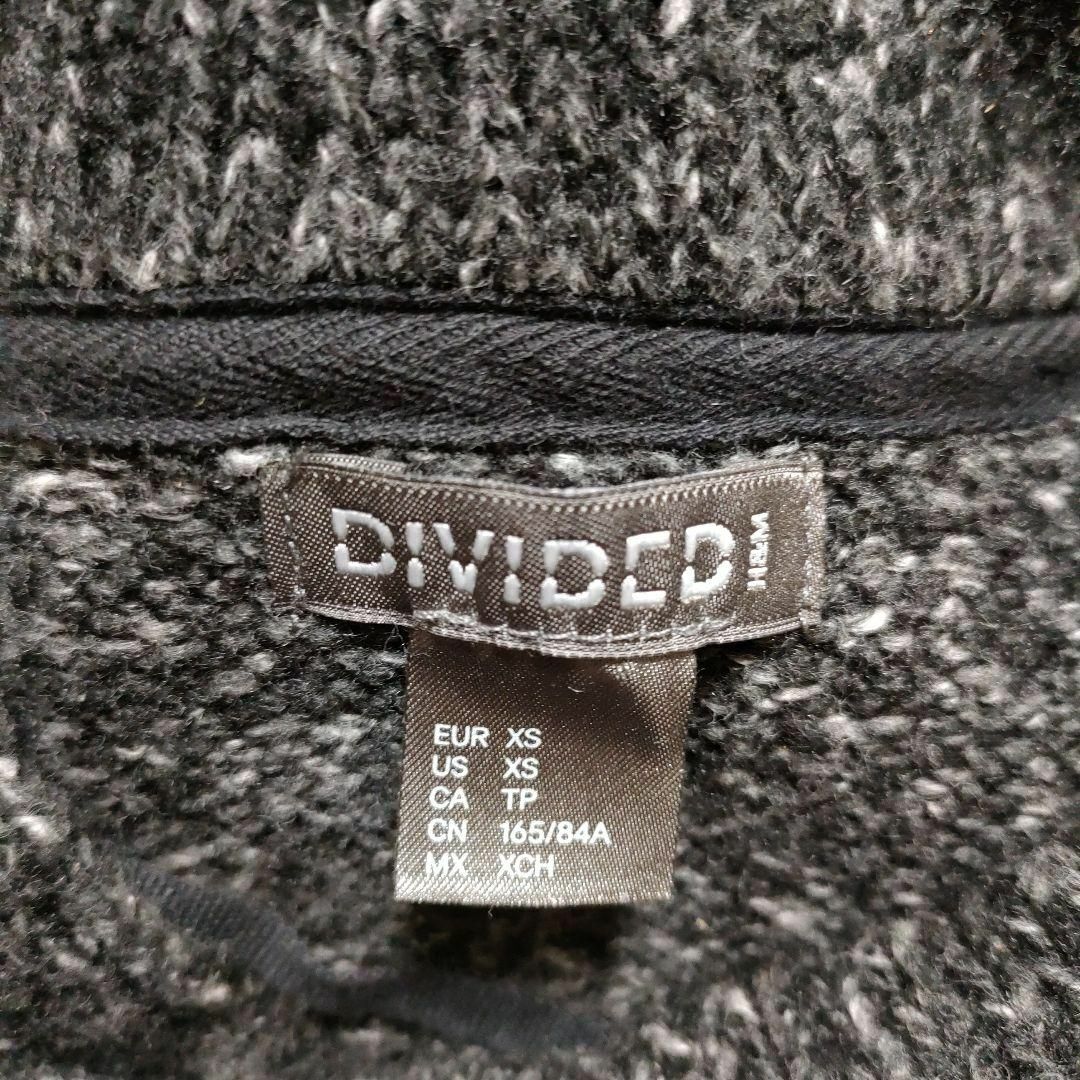 DIVIDED H&M
EUR XS
US XS
CA TP
CN 165/84A
MX XCH